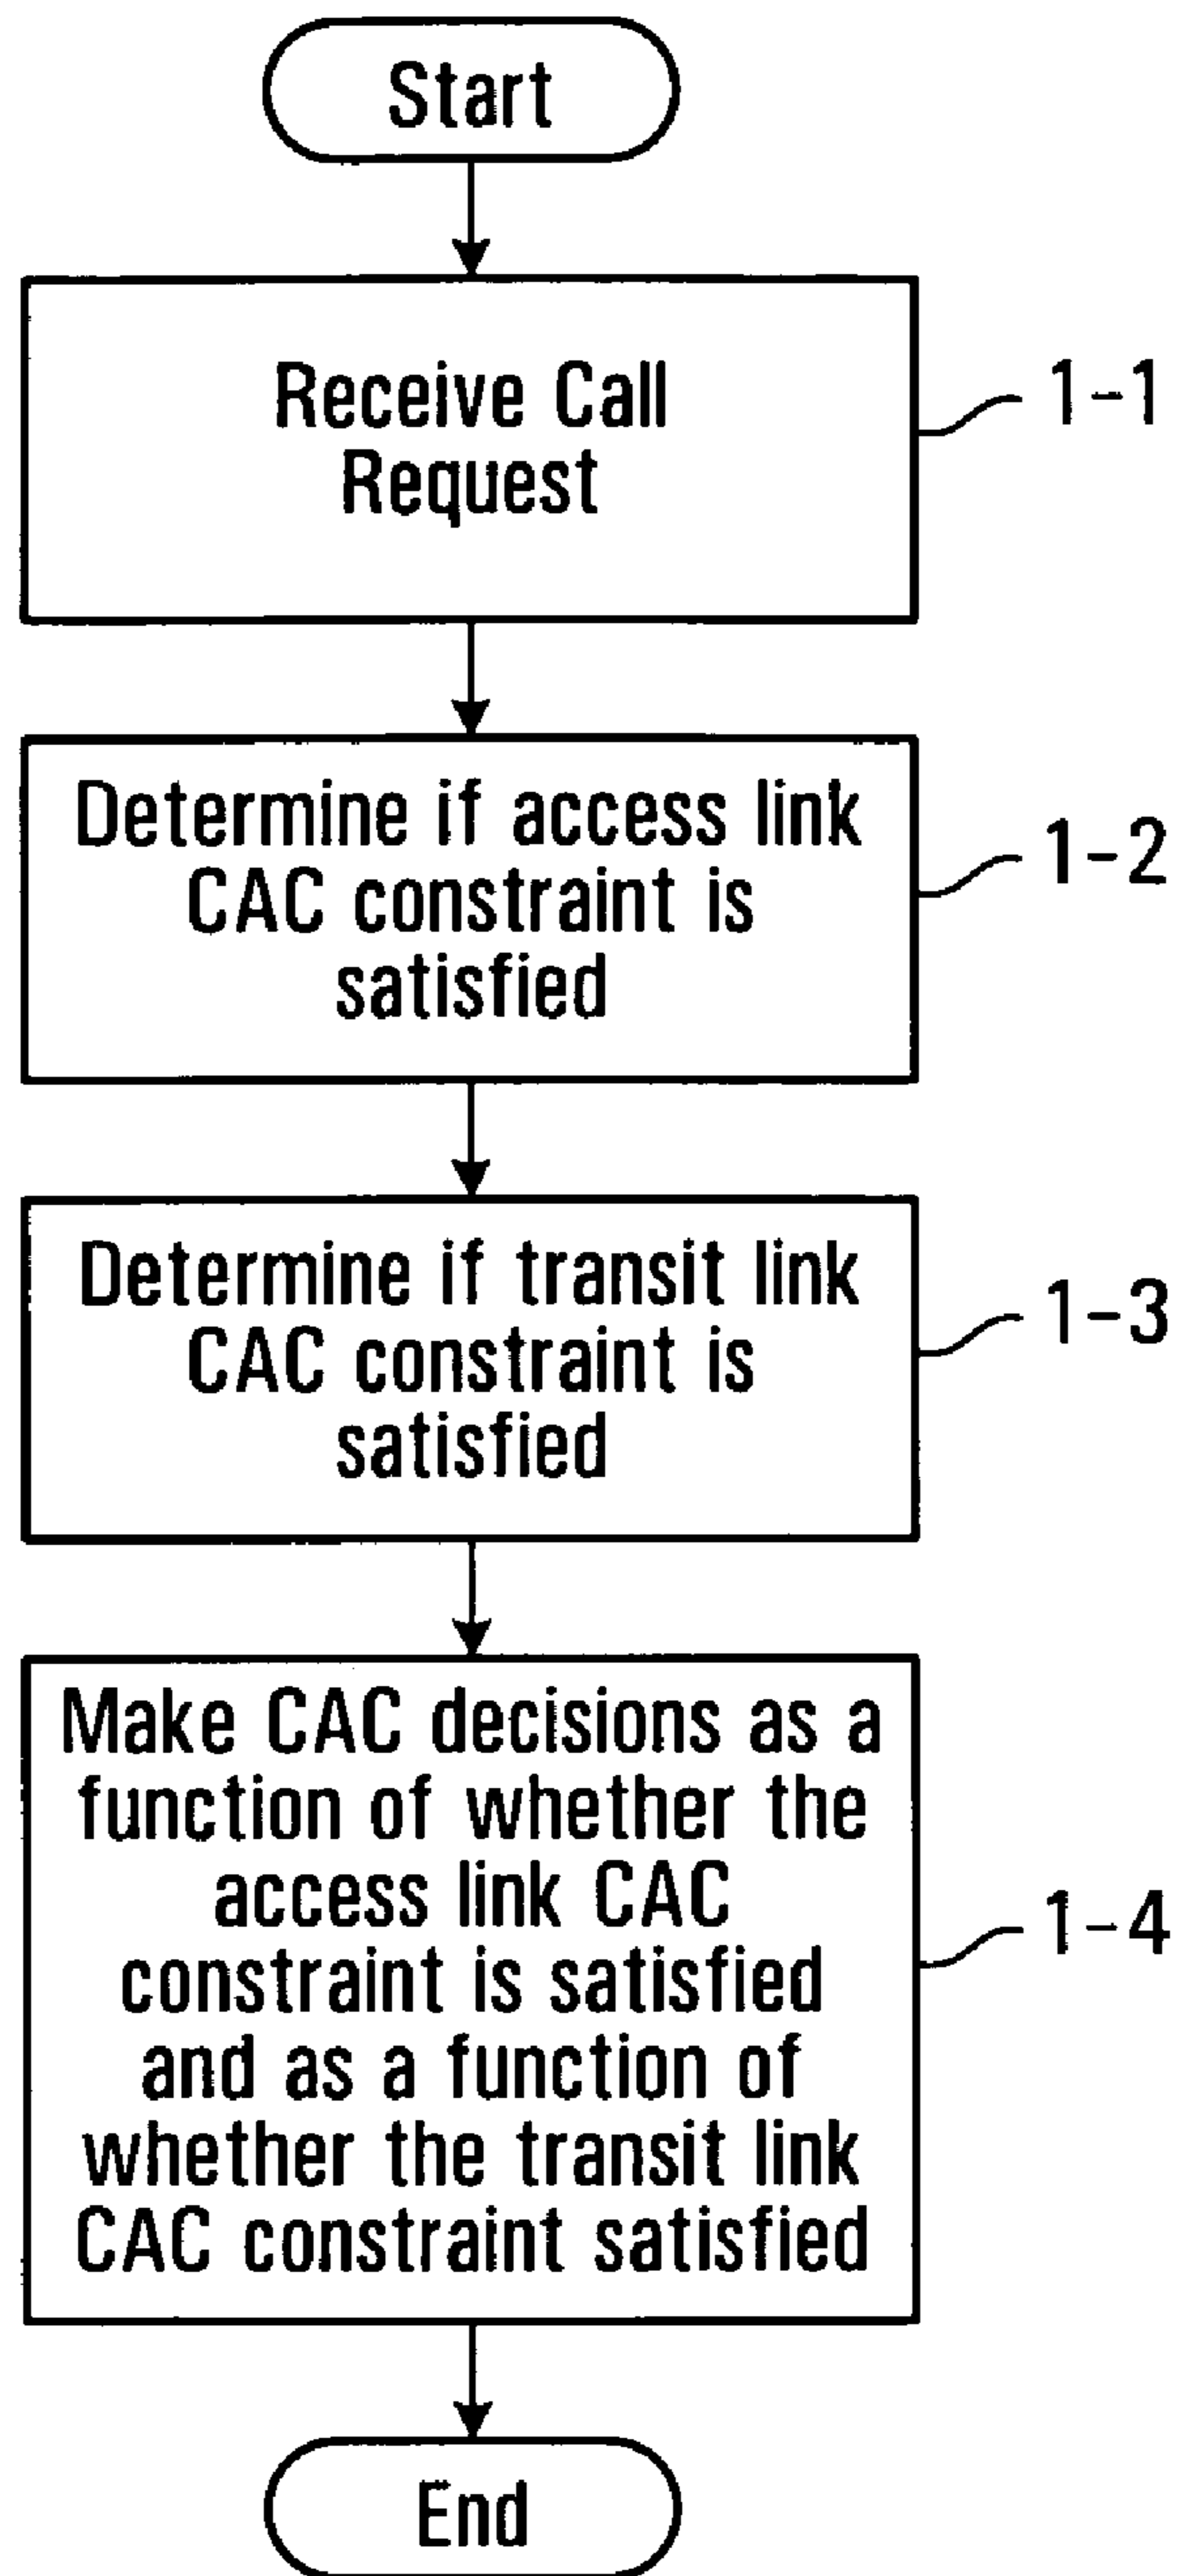 Start
Receive Call
Request
1-1
Determine if access link
CAC constraint is
satisfied
1-2
Determine if transit link
CAC constraint is
satisfied
1-3
Make CAC decisions as a
function of whether the
access link CAC
constraint is satisfied
and as a function of
whether the transit link
CAC constraint satisfied
1-4
End